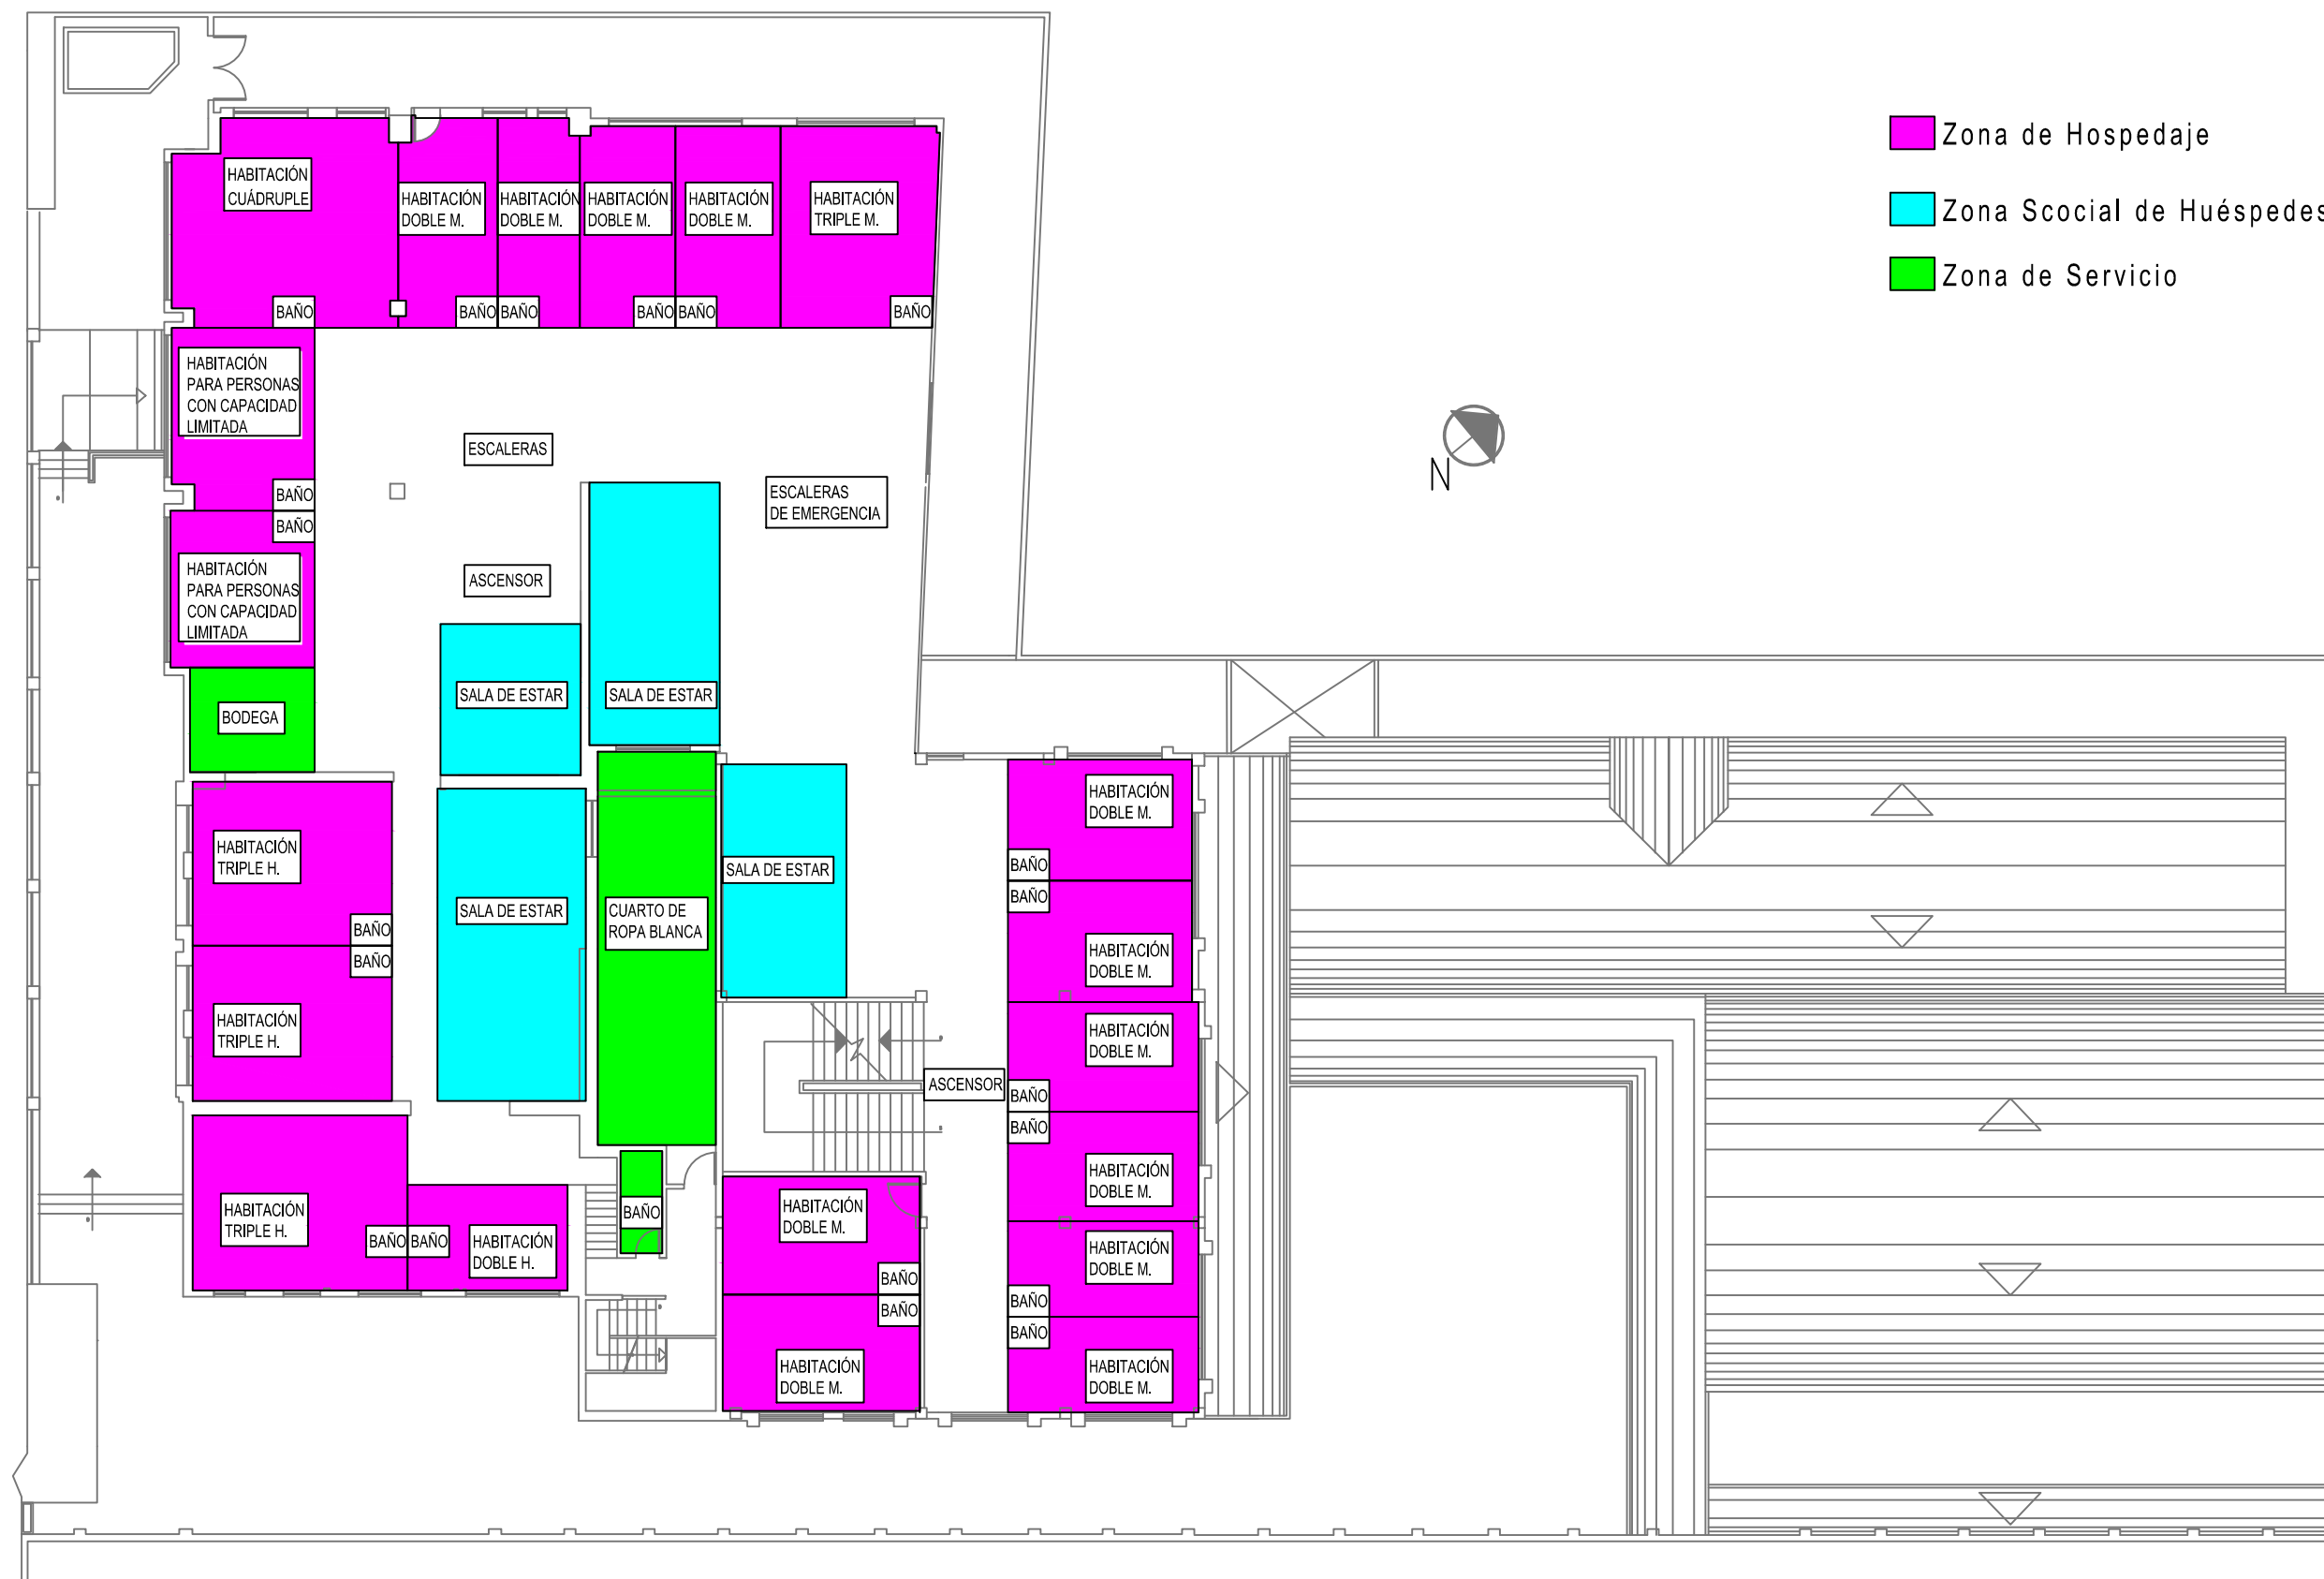 Zona de Hospedaje
Zona Scocial de Huéspedes
Zona de Servicio
N
HABITACIÓN
CUÁDRUPLE
BAÑO
HABITACIÓN
DOBLE M.
BAÑO
HABITACIÓN
DOBLE M.
BAÑO
HABITACIÓN
DOBLE M.
BAÑO
HABITACIÓN
DOBLE M.
BAÑO
HABITACIÓN
TRIPLE M.
BAÑO
HABITACIÓN
PARA PERSONAS
CON CAPACIDAD
LIMITADA
BAÑO
ESCALERAS
ESCALERAS
DE EMERGENCIA
BAÑO
HABITACIÓN
PARA PERSONAS
CON CAPACIDAD
LIMITADA
ASCENSOR
SALA DE ESTAR
SALA DE ESTAR
BODEGA
HABITACIÓN
TRIPLE H.
BAÑO
SALA DE ESTAR
CUARTO DE
ROPA BLANCA
SALA DE ESTAR
HABITACIÓN
DOBLE M.
BAÑO
BAÑO
HABITACIÓN
DOBLE M.
BAÑO
HABITACIÓN
TRIPLE H.
HABITACIÓN
DOBLE M.
BAÑO
ASCENSOR
BAÑO
HABITACIÓN
DOBLE M.
HABITACIÓN
TRIPLE H.
BAÑO
BAÑO
HABITACIÓN
DOBLE H.
BAÑO
HABITACIÓN
DOBLE M.
BAÑO
HABITACIÓN
DOBLE M.
BAÑO
BAÑO
HABITACIÓN
DOBLE M.
BAÑO
HABITACIÓN
DOBLE M.